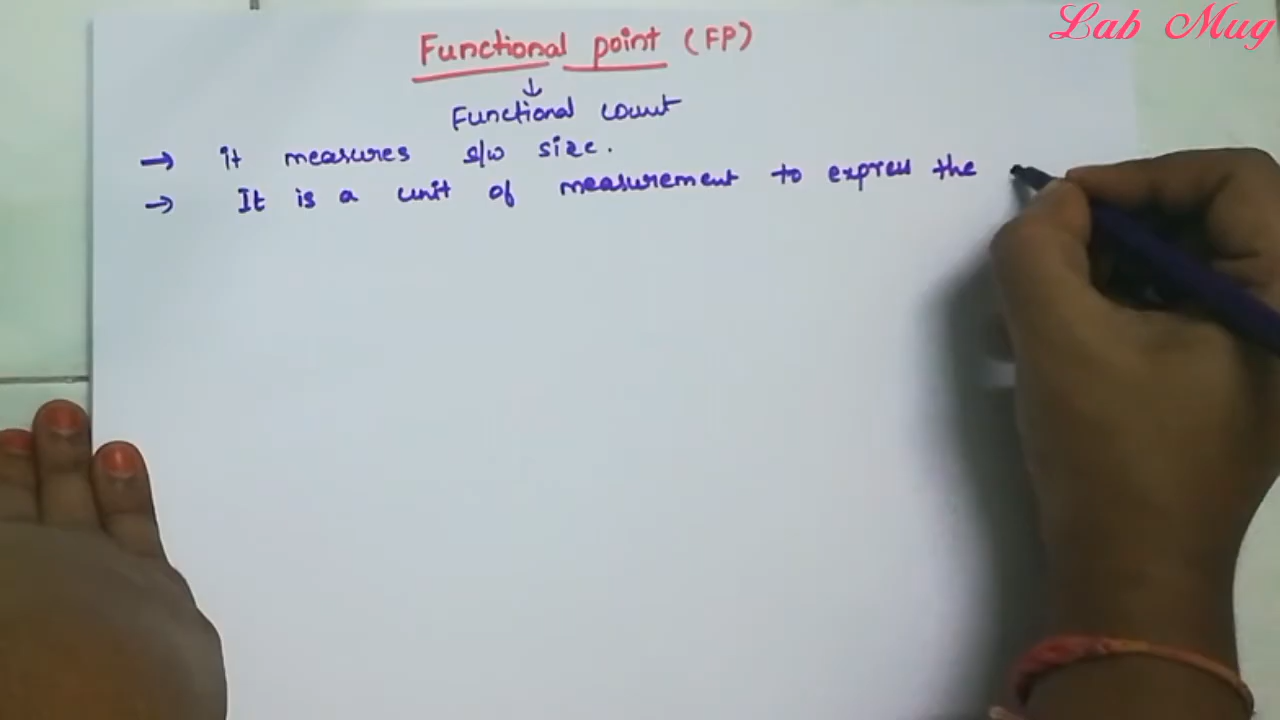 Lab Mug
Functional point (FP)
↓
Functional count
→ it measures s/w size.
→ It is a unit of measurement to express the